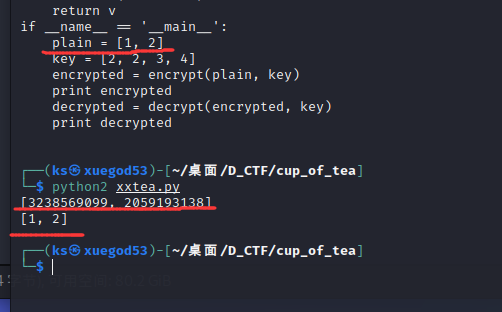 return v
if __name__ == '__main__':
    plain = [1, 2]
    key = [2, 2, 3, 4]
    encrypted = encrypt(plain, key)
    print encrypted
    decrypted = decrypt(encrypted, key)
    print decrypted
┌──(ks㉿xuegod53)-[~/桌面/D_CTF/cup_of_tea]
└─$ python2 xxtea.py
[3238569099, 2059193138]
[1, 2]
┌──(ks㉿xuegod53)-[~/桌面/D_CTF/cup_of_tea]
└─$